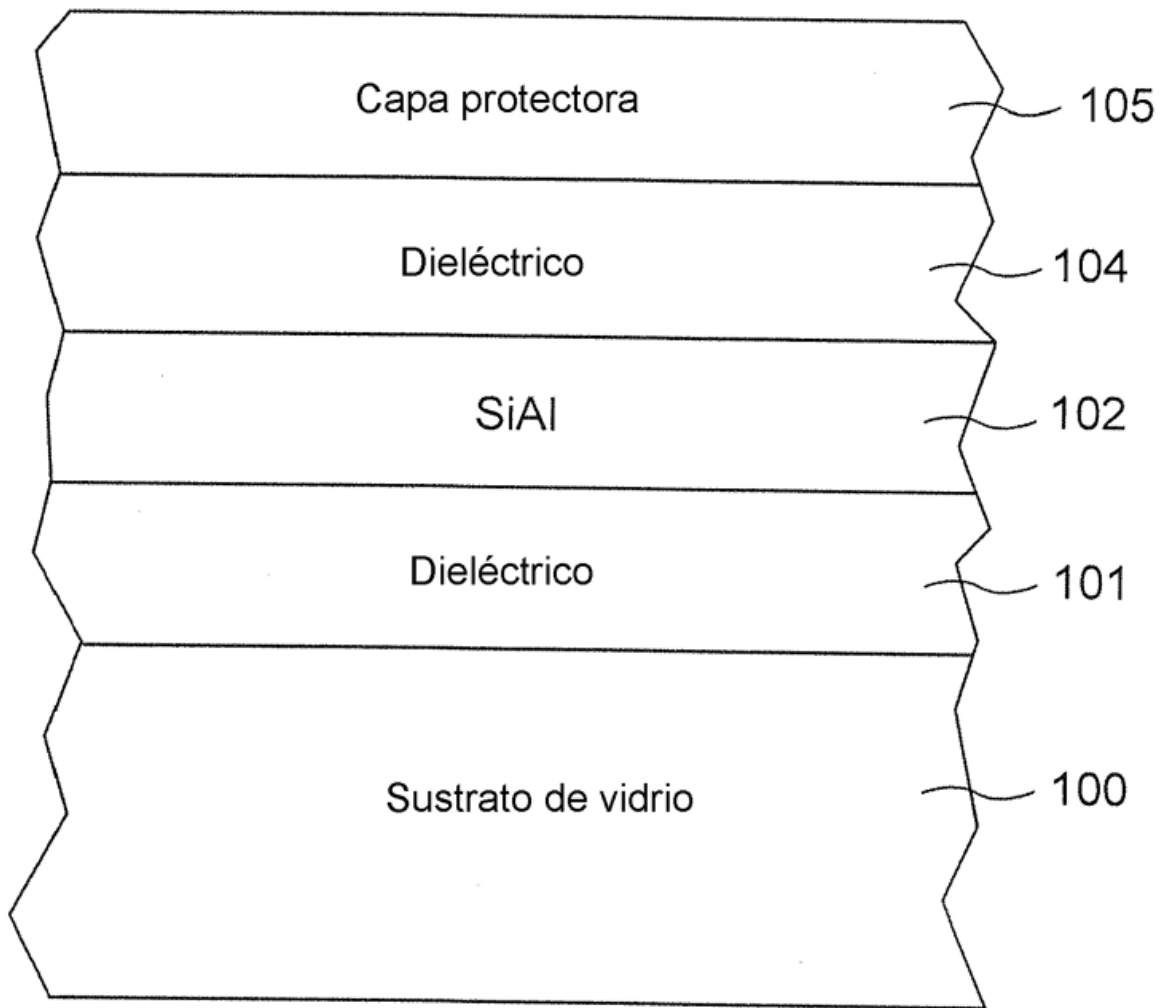 Capa protectora 105
Dieléctrico 104
SiAl 102
Dieléctrico 101
Sustrato de vidrio 100